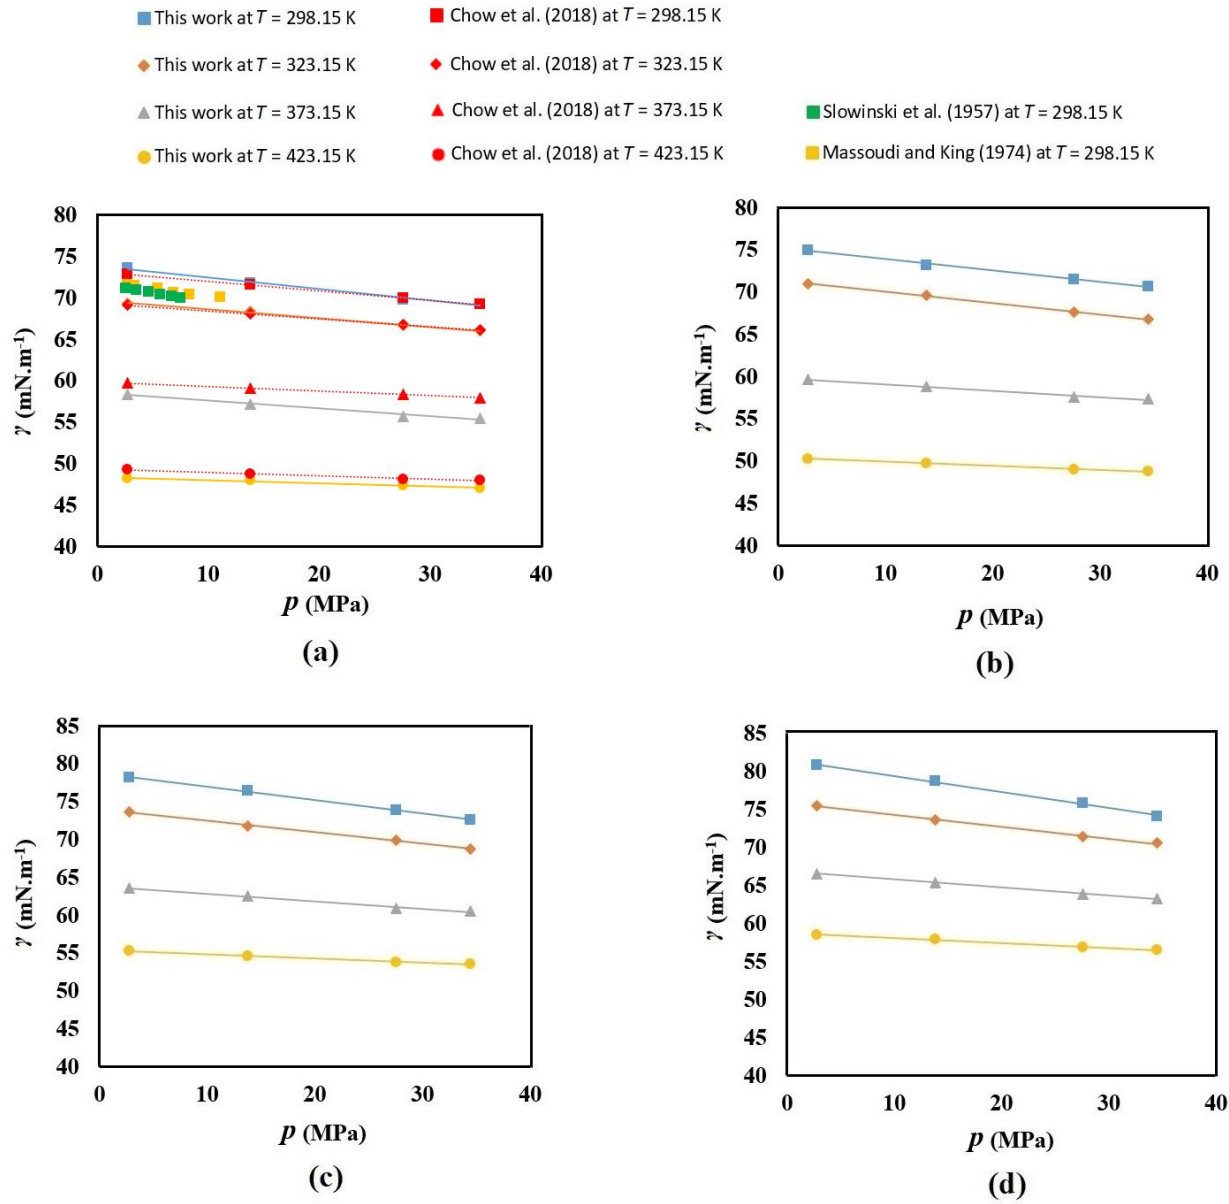 This work at T = 298.15 K
Chow et al. (2018) at T = 298.15 K
This work at T = 323.15 K
Chow et al. (2018) at T = 323.15 K
This work at T = 373.15 K
Chow et al. (2018) at T = 373.15 K
Slowinski et al. (1957) at T = 298.15 K
This work at T = 423.15 K
Chow et al. (2018) at T = 423.15 K
Massoudi and King (1974) at T = 298.15 K
80
75
70
65
60
55
50
45
40
γ (mN.m-1)
0 10 20 30 40
p (MPa)
(a)
80
75
70
65
60
55
50
45
40
γ (mN.m-1)
0 10 20 30 40
p (MPa)
(b)
85
80
75
70
65
60
55
50
45
40
γ (mN.m-1)
0 10 20 30 40
p (MPa)
(c)
85
80
75
70
65
60
55
50
45
40
γ (mN.m-1)
0 10 20 30 40
p (MPa)
(d)